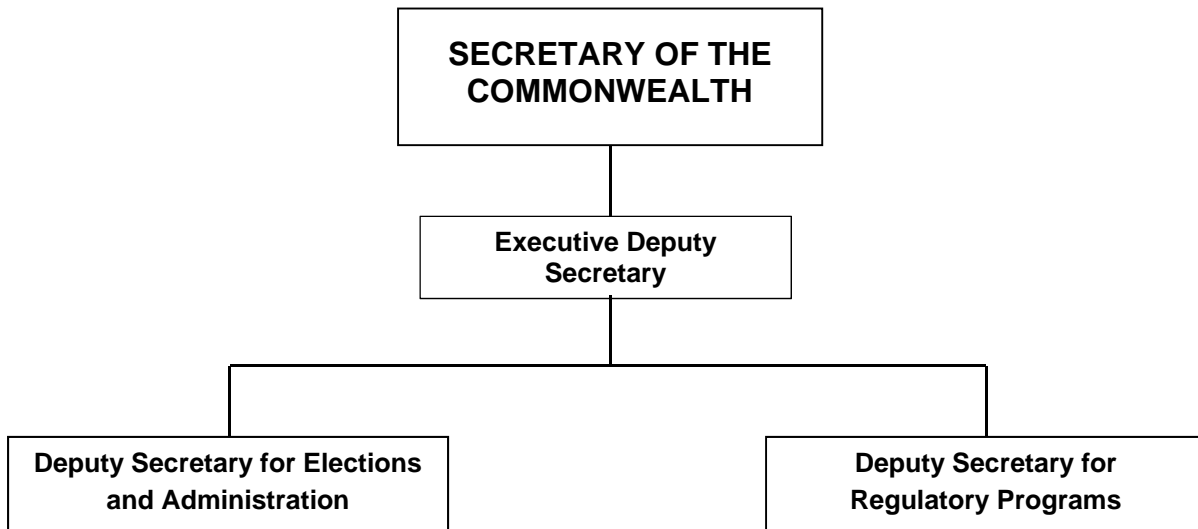 SECRETARY OF THE
COMMONWEALTH
Executive Deputy
Secretary
Deputy Secretary for Elections
and Administration
Deputy Secretary for
Regulatory Programs